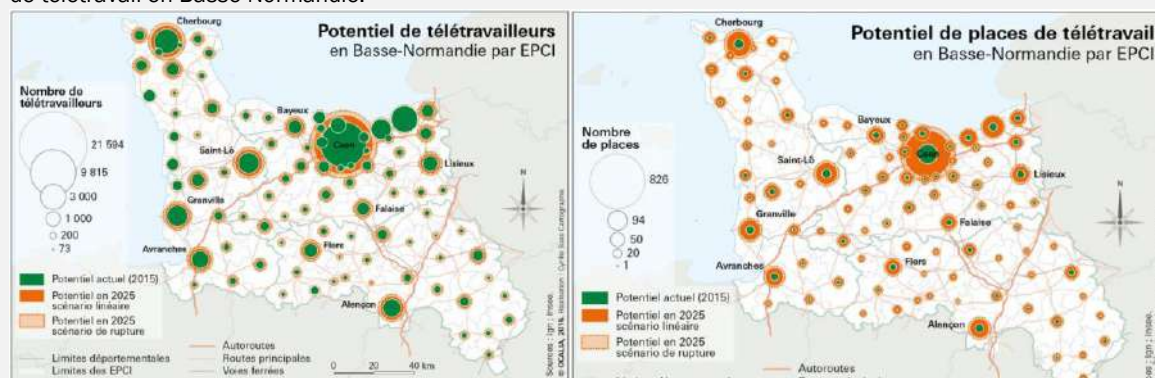 de télétravail en Basse-Normandie.
Potentiel de télétravailleurs
en Basse-Normandie par EPCI
Cherbourg
Nombre de
télétravailleurs
21 594
9 815
3 000
1 000
200
73
Bayeux
Caen
Saint-Lô
Lisieux
N
Granville
Falaise
Avranches
Flers
Alençon
Potentiel actuel (2015)
Potentiel en 2025
scénario linéaire
Potentiel en 2025
scénario de rupture
Limites départementales
Limites des EPCI
Autoroutes
Routes principales
Voies ferrées
0 20 40 km
Sources : Ign ; Insee.
Potentiel de places de télétravail
en Basse-Normandie par EPCI
Cherbourg
Nombre
de places
826
94
50
20
1
Bayeux
Caen
Saint-Lô
Lisieux
N
Granville
Falaise
Avranches
Flers
Alençon
Potentiel actuel (2015)
Potentiel en 2025
scénario linéaire
Potentiel en 2025
scénario de rupture
Autoroutes